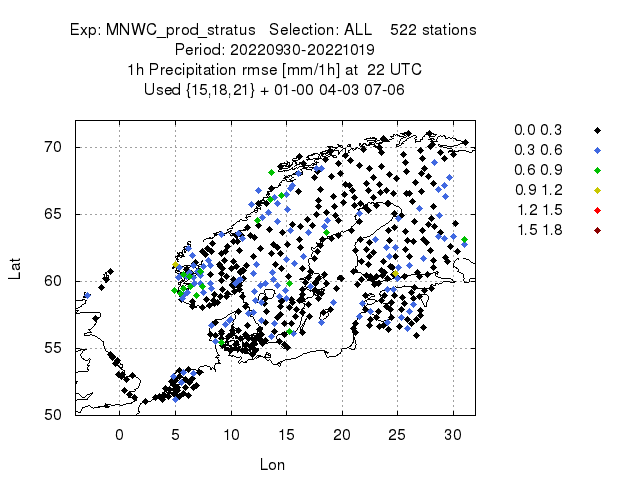 Exp: MNWC_prod_stratus   Selection: ALL    522 stations
Period: 20220930-20221019
1h Precipitation rmse [mm/1h] at  22 UTC
Used {15,18,21} + 01-00 04-03 07-06
0.0 0.3
0.3 0.6
0.6 0.9
0.9 1.2
1.2 1.5
1.5 1.8
70
65
60
55
50
Lat
0 5 10 15 20 25 30
Lon